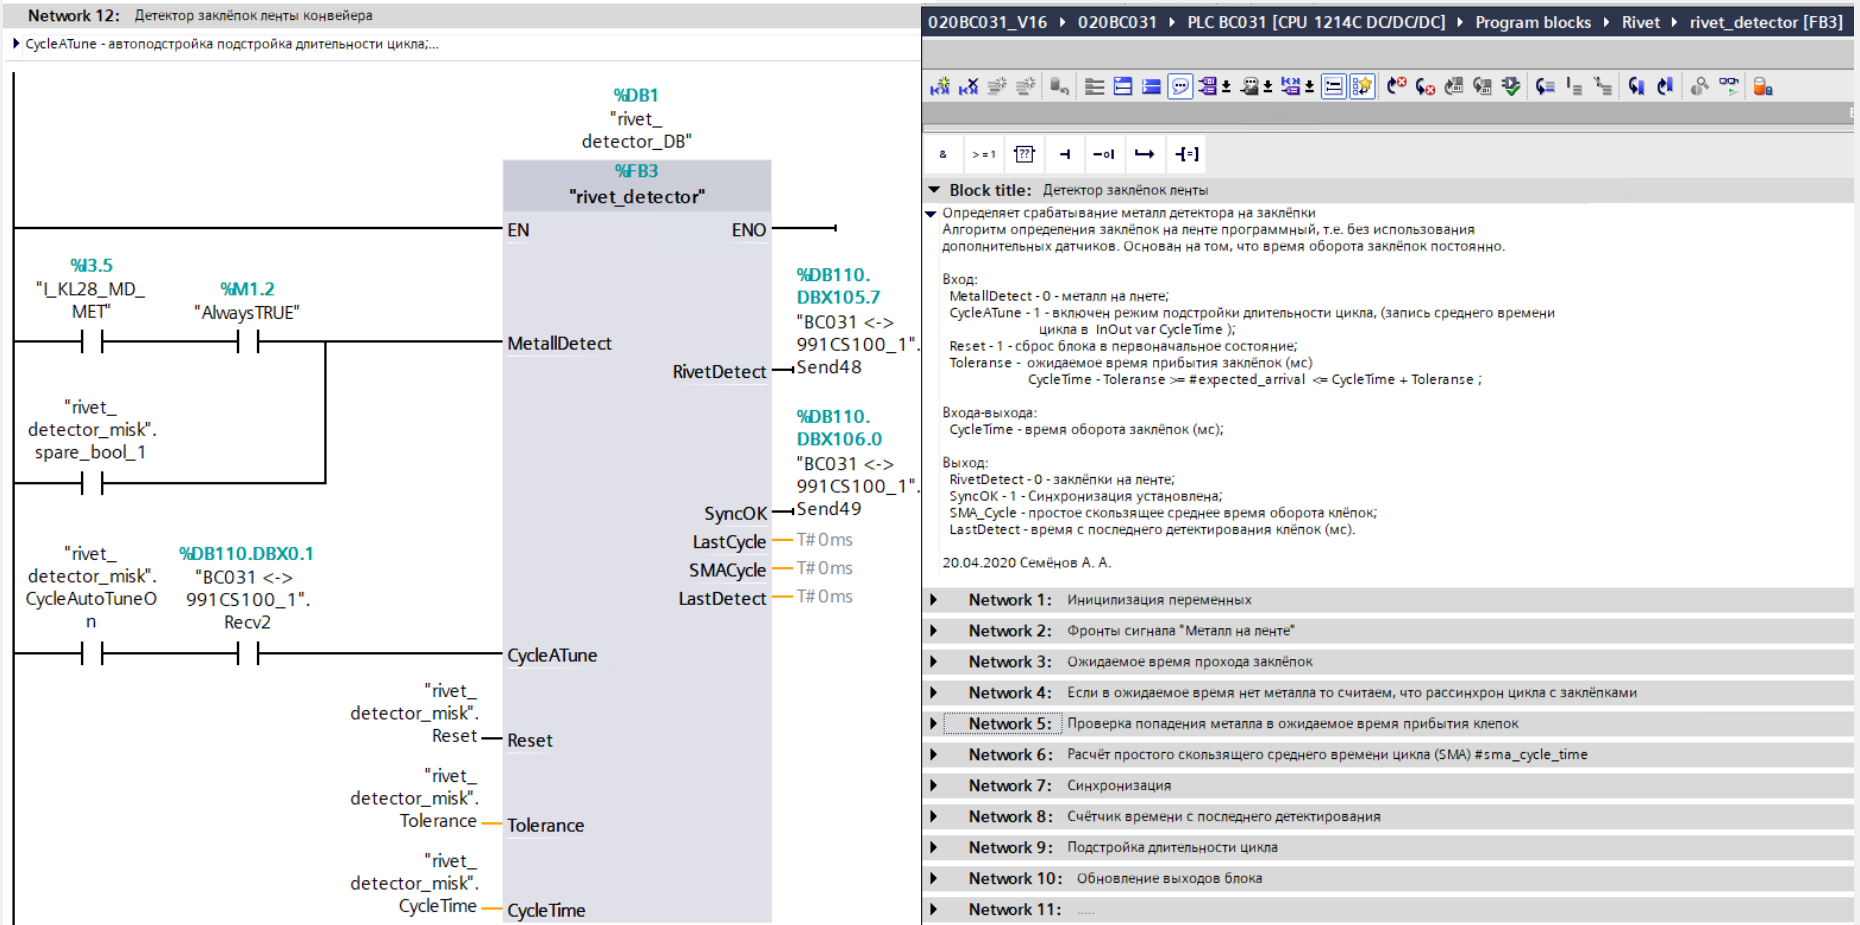 Network 12: Детектор заклёпок ленты конвейера
CycleATune - автоподстройка подстройка длительности цикла;...
%DB1
"rivet_
detector_DB"
%FB3
"rivet_detector"
EN
ENO
%I3.5
"I_KL28_MD_
MET"
%M1.2
"AlwaysTRUE"
MetallDetect
%DB110.
DBX105.7
"BC031 <->
991CS100_1".
Send48
RivetDetect
"rivet_
detector_misk".
spare_bool_1
%DB110.
DBX106.0
"BC031 <->
991CS100_1".
Send49
SyncOK
LastCycle
T#0ms
SMACycle
T#0ms
LastDetect
T#0ms
"rivet_
detector_misk".
CycleAutoTuneO
n
%DB110.DBX0.1
"BC031 <->
991CS100_1".
Recv2
CycleATune
"rivet_
detector_misk".
Reset
Reset
"rivet_
detector_misk".
Tolerance
Tolerance
"rivet_
detector_misk".
CycleTime
CycleTime
020BC031_V16 020BC031 PLC BC031 [CPU 1214C DC/DC/DC] Program blocks Rivet rivet_detector [FB3]
& >=1 ??
Block title: Детектор заклёпок ленты
Определяет срабатывание металл детектора на заклёпки
Алгоритм определения заклёпок на ленте программный, т.е. без использования
дополнительных датчиков. Основан на том, что время оборота заклёпок постоянно.
Вход:
MetallDetect - 0 - металл на лнете;
CycleATune - 1 - включен режим подстройки длительности цикла, (запись среднего времени
цикла в InOut var CycleTime );
Reset - 1 - сброс блока в первоначальное состояние;
Toleranse - ожидаемое время прибытия заклёпок (мс)
CycleTime - Toleranse >= #expected_arrival <= CycleTime + Toleranse ;
Входа-выхода:
CycleTime - время оборота заклёпок (мс);
Выход:
RivetDetect - 0 - заклёпки на ленте;
SyncOK - 1 - Синхронизация установлена;
SMA_Cycle - простое скользящее среднее время оборота клёпок;
LastDetect - время с последнего детектирования клёпок (мс).
20.04.2020 Семёнов А. А.
Network 1: Иницилизация переменных
Network 2: Фронты сигнала "Металл на ленте"
Network 3: Ожидаемое время прохода заклёпок
Network 4: Если в ожидаемое время нет металла то считаем, что рассинхрон цикла с заклёпками
Network 5: Проверка попадения металла в ожидаемое время прибытия клепок
Network 6: Расчёт простого скользящего среднего времени цикла (SMA) #sma_cycle_time
Network 7: Синхронизация
Network 8: Счётчик времени с последнего детектирования
Network 9: Подстройка длительности цикла
Network 10: Обновление выходов блока
Network 11: .....